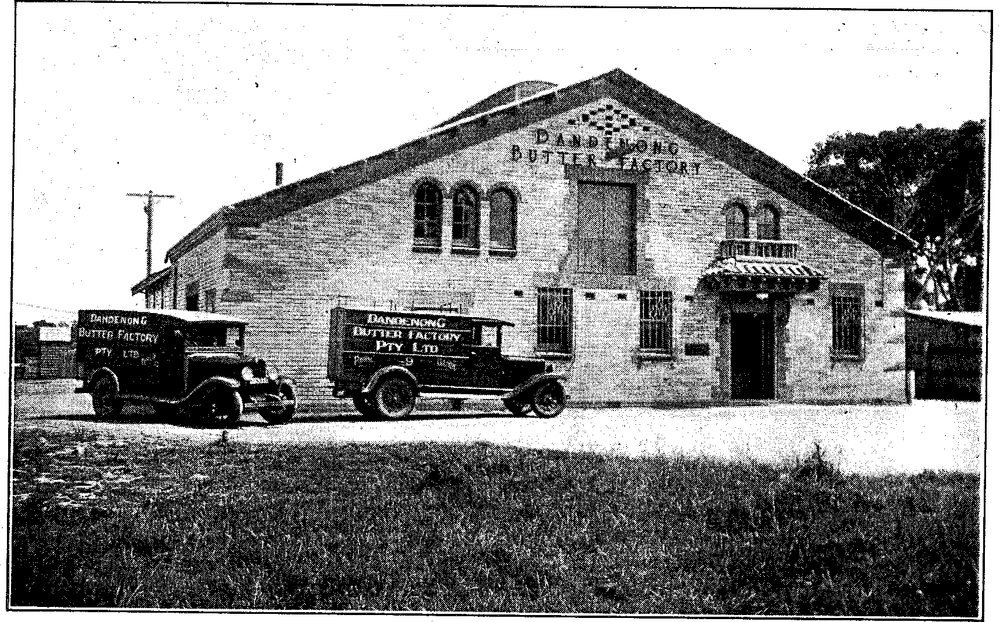 DANDENONG
BUTTER FACTORY
DANDENONG
BUTTER FACTORY
PTY LTD
DANDENONG
BUTTER FACTORY
PTY LTD